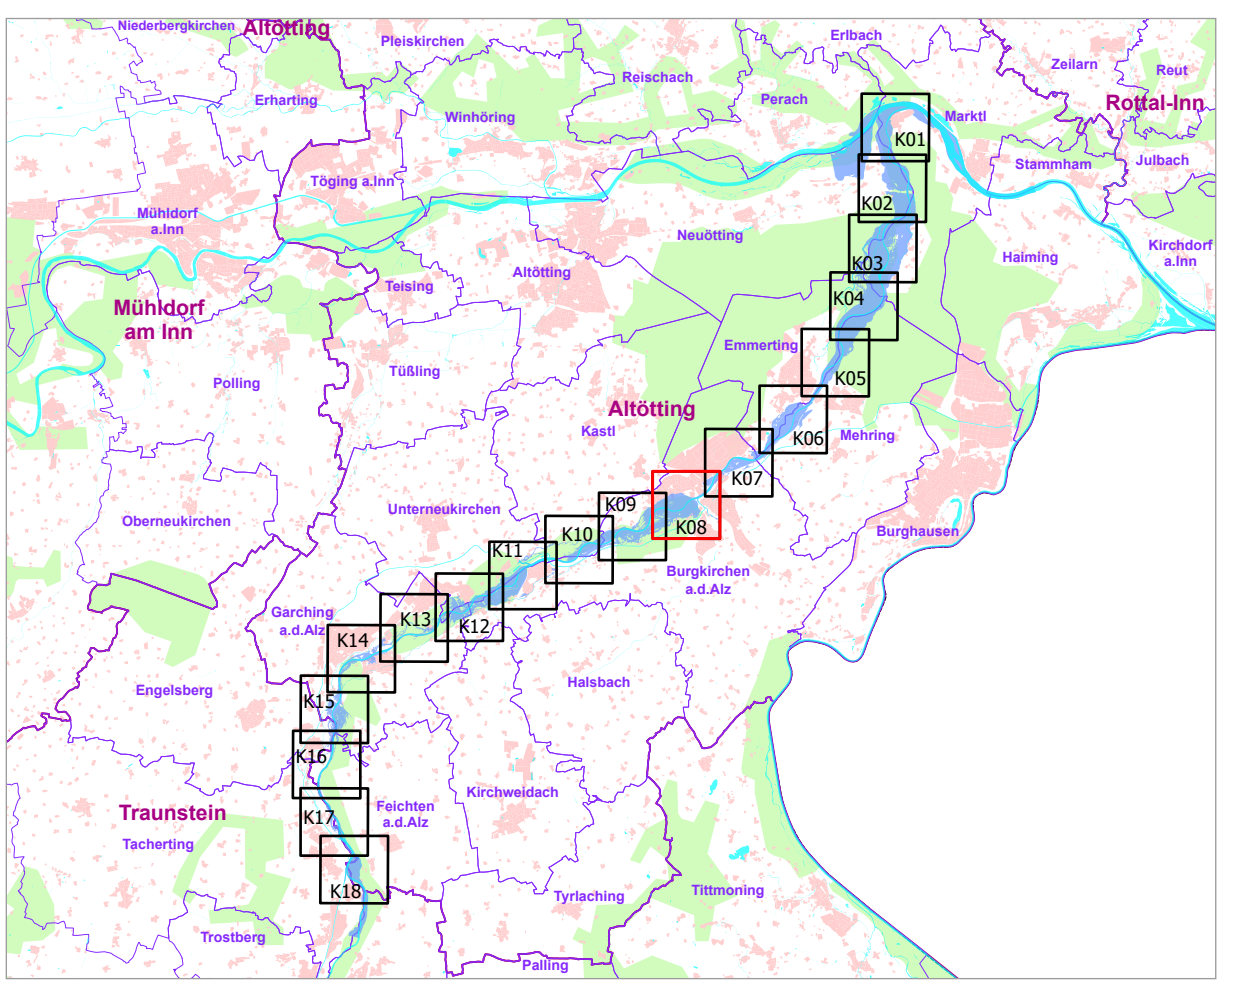 Niederbergkirchen
Altötting
Pleiskirchen
Erlbach
Reischach
Zeilarn
Reut
Erharting
Perach
Rottal-Inn
Winhöring
Marktl
K01
Stammham
Julbach
Töging a.Inn
K02
Mühldorf
a.Inn
Neuötting
Kirchdorf
a.Inn
Haiming
K03
Altötting
Teising
K04
Mühldorf
am Inn
Emmerting
Tüßling
K05
Polling
Altötting
Kastl
Mehring
K06
K07
K09
Unterneukirchen
Oberneukirchen
K08
Burghausen
K10
K11
Burgkirchen
a.d.Alz
Garching
a.d.Alz
K13
K12
K14
Halsbach
Engelsberg
K15
K16
Kirchweidach
Traunstein
Feichten
a.d.Alz
K17
Tacherting
K18
Tittmoning
Tyrlaching
Trostberg
Palling